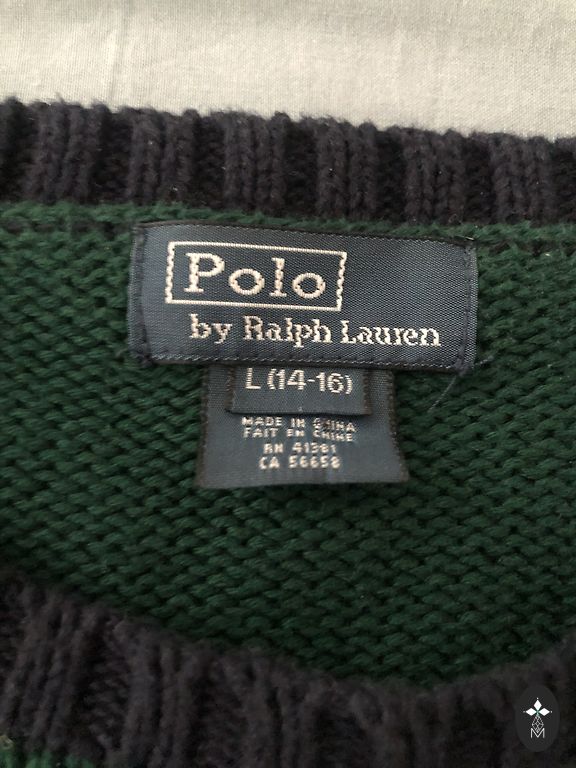 Polo
by Ralph Lauren
L (14-16)
MADE IN CHINA
FAIT EN CHINE
RN 41381
CA 56658
M